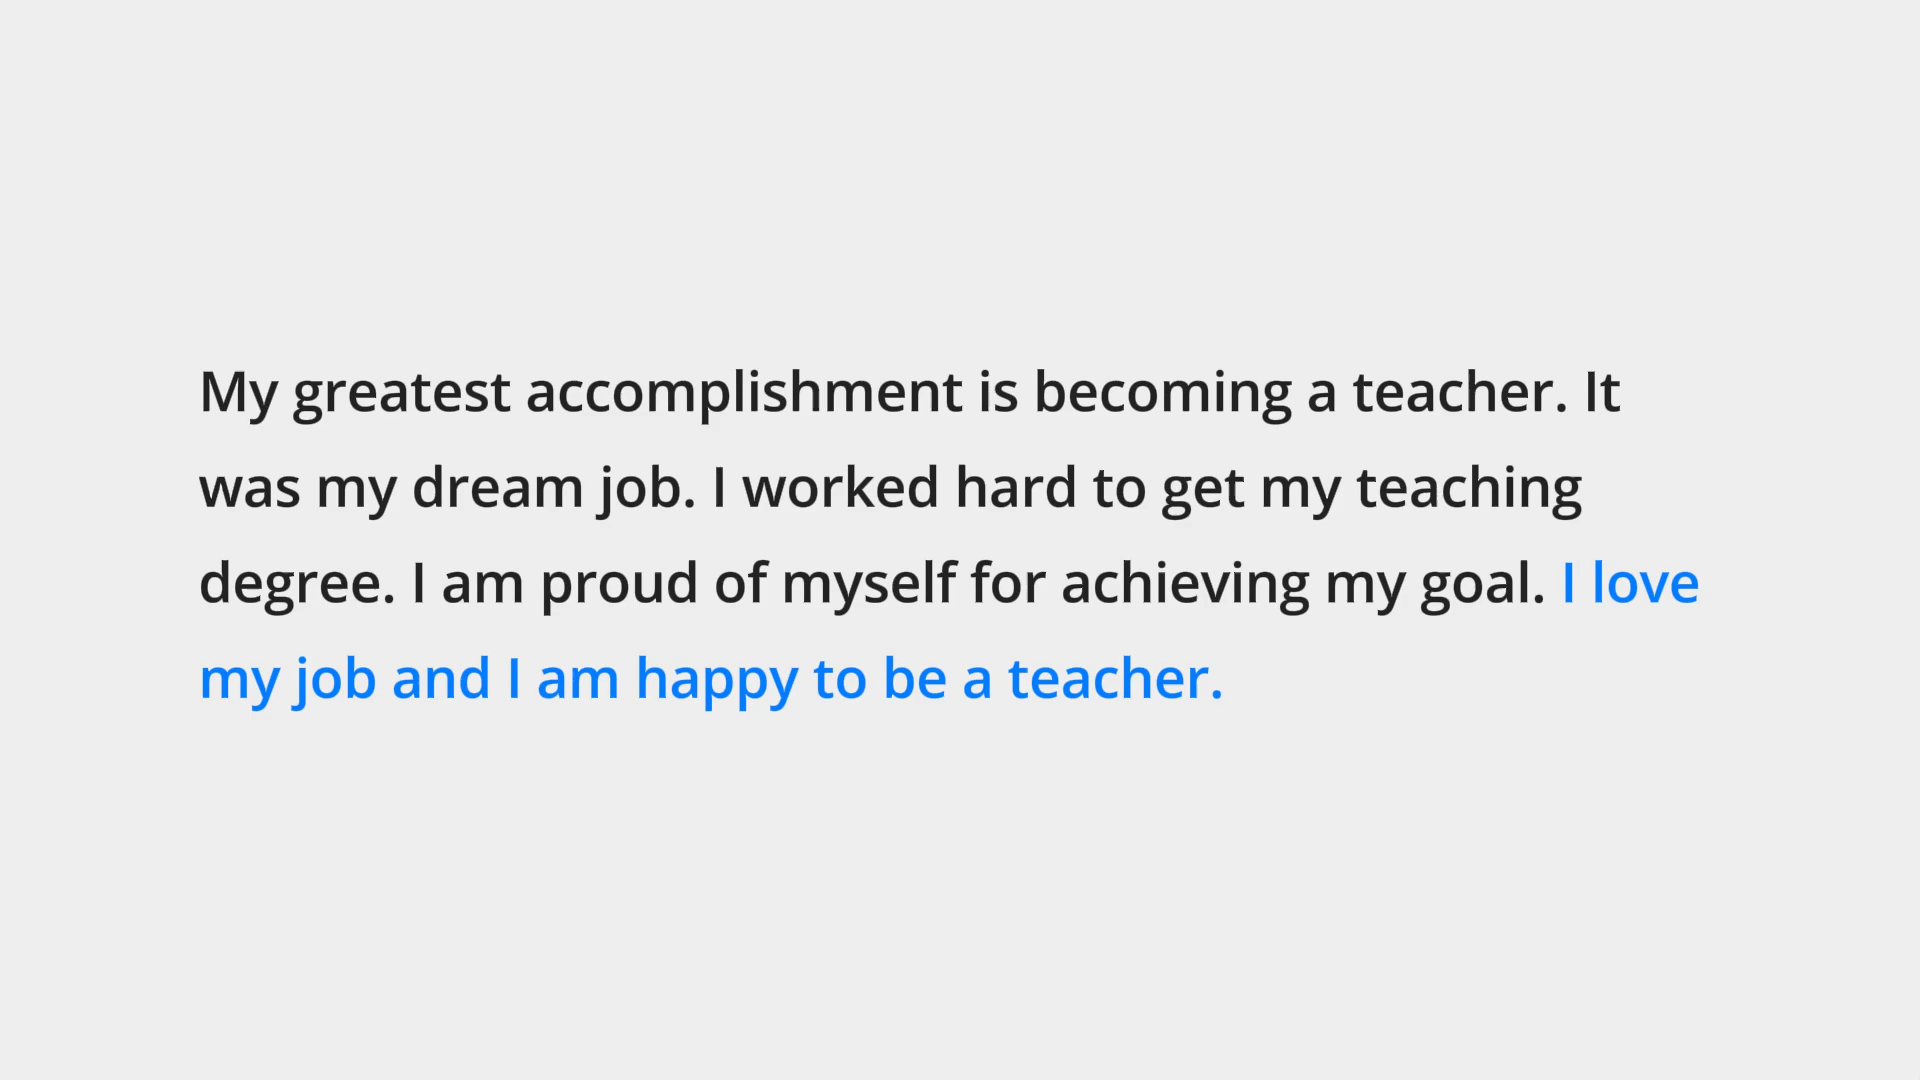 My greatest accomplishment is becoming a teacher. It
was my dream job. I worked hard to get my teaching
degree. I am proud of myself for achieving my goal. I love
my job and I am happy to be a teacher.